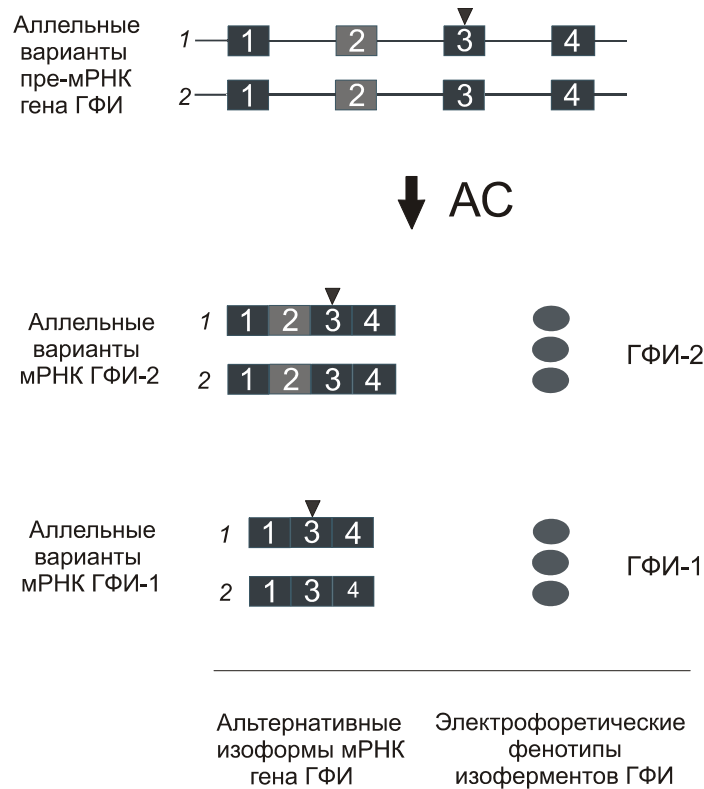 Аллельные
варианты
пре-мРНК
гена ГФИ
1 1 2 3 4
2 1 2 3 4
АС
Аллельные
варианты
мРНК ГФИ-2
1 1 2 3 4
2 1 2 3 4
ГФИ-2
Аллельные
варианты
мРНК ГФИ-1
1 1 3 4
2 1 3 4
ГФИ-1
Альтернативные
изоформы мРНК
гена ГФИ
Электрофоретические
фенотипы
изоферментов ГФИ